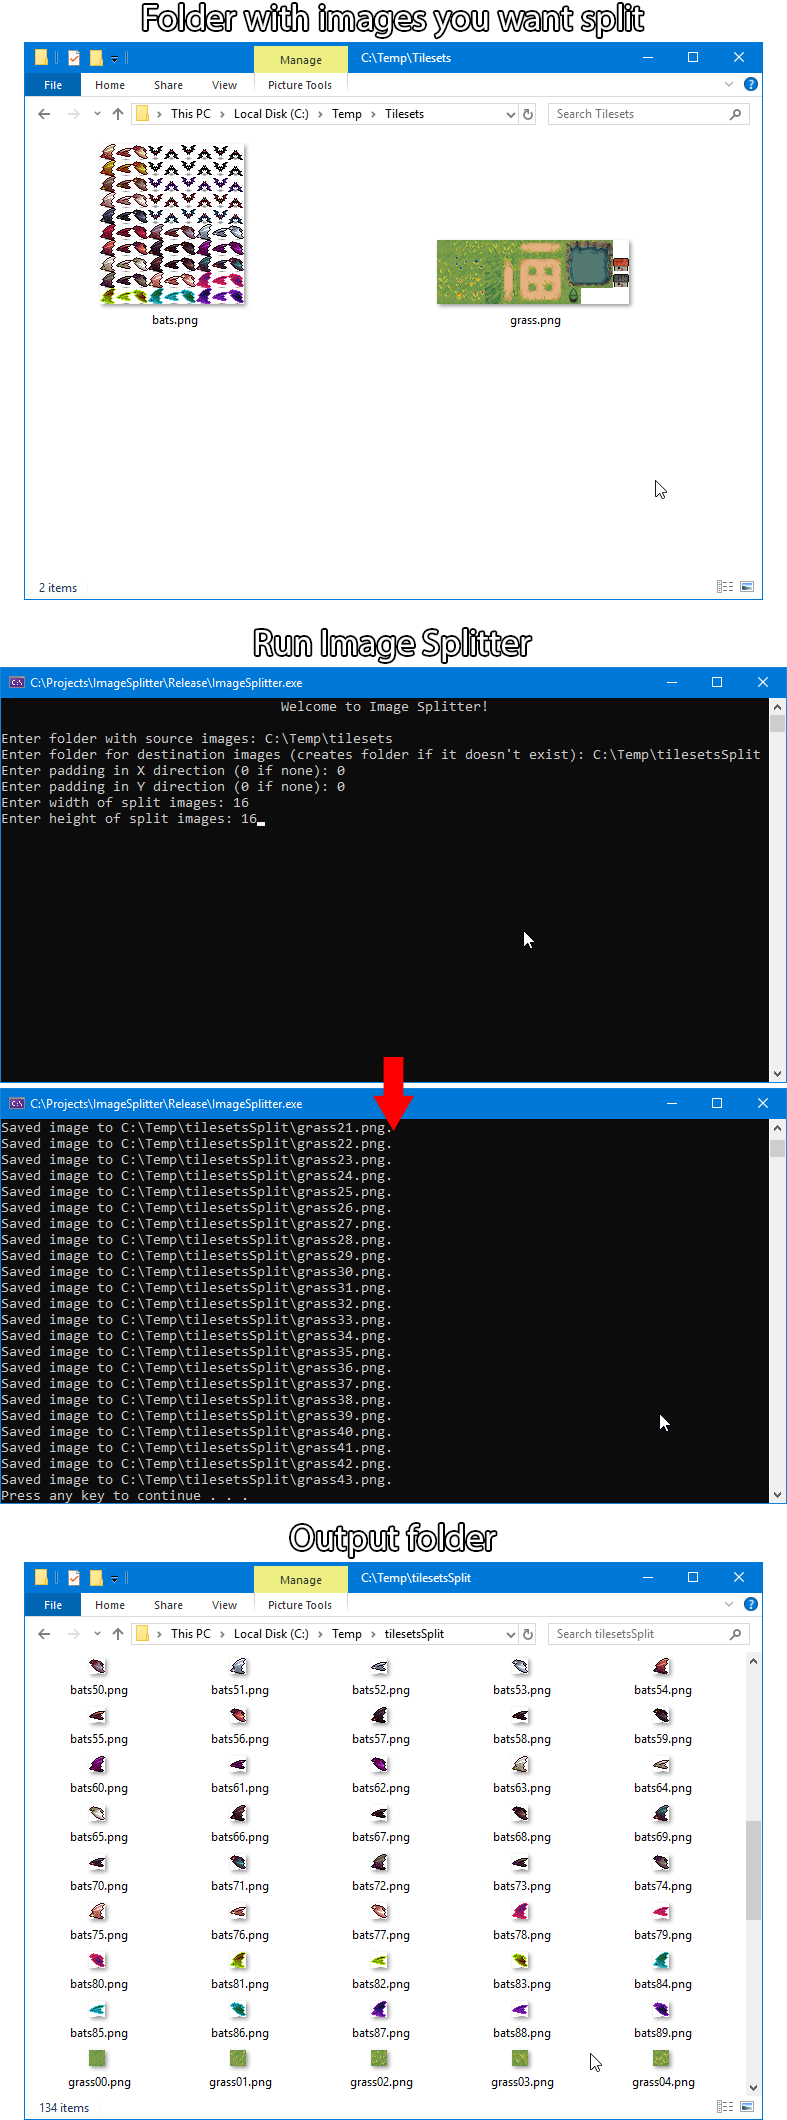 Folder with images you want split
Manage
C:\Temp\Tilesets
File
Home
Share
View
Picture Tools
This PC > Local Disk (C:) > Temp > Tilesets
Search Tilesets
bats.png
grass.png
2 items
Run Image Splitter
C:\Projects\ImageSplitter\Release\ImageSplitter.exe
Welcome to Image Splitter!
Enter folder with source images: C:\Temp\tilesets
Enter folder for destination images (creates folder if it doesn't exist): C:\Temp\tilesetsSplit
Enter padding in X direction (0 if none): 0
Enter padding in Y direction (0 if none): 0
Enter width of split images: 16
Enter height of split images: 16
C:\Projects\ImageSplitter\Release\ImageSplitter.exe
Saved image to C:\Temp\tilesetsSplit\grass21.png.
Saved image to C:\Temp\tilesetsSplit\grass22.png.
Saved image to C:\Temp\tilesetsSplit\grass23.png.
Saved image to C:\Temp\tilesetsSplit\grass24.png.
Saved image to C:\Temp\tilesetsSplit\grass25.png.
Saved image to C:\Temp\tilesetsSplit\grass26.png.
Saved image to C:\Temp\tilesetsSplit\grass27.png.
Saved image to C:\Temp\tilesetsSplit\grass28.png.
Saved image to C:\Temp\tilesetsSplit\grass29.png.
Saved image to C:\Temp\tilesetsSplit\grass30.png.
Saved image to C:\Temp\tilesetsSplit\grass31.png.
Saved image to C:\Temp\tilesetsSplit\grass32.png.
Saved image to C:\Temp\tilesetsSplit\grass33.png.
Saved image to C:\Temp\tilesetsSplit\grass34.png.
Saved image to C:\Temp\tilesetsSplit\grass35.png.
Saved image to C:\Temp\tilesetsSplit\grass36.png.
Saved image to C:\Temp\tilesetsSplit\grass37.png.
Saved image to C:\Temp\tilesetsSplit\grass38.png.
Saved image to C:\Temp\tilesetsSplit\grass39.png.
Saved image to C:\Temp\tilesetsSplit\grass40.png.
Saved image to C:\Temp\tilesetsSplit\grass41.png.
Saved image to C:\Temp\tilesetsSplit\grass42.png.
Saved image to C:\Temp\tilesetsSplit\grass43.png.
Press any key to continue . . .
Output folder
Manage
C:\Temp\tilesetsSplit
File
Home
Share
View
Picture Tools
This PC > Local Disk (C:) > Temp > tilesetsSplit
Search tilesetsSplit
bats50.png bats51.png bats52.png bats53.png bats54.png
bats55.png bats56.png bats57.png bats58.png bats59.png
bats60.png bats61.png bats62.png bats63.png bats64.png
bats65.png bats66.png bats67.png bats68.png bats69.png
bats70.png bats71.png bats72.png bats73.png bats74.png
bats75.png bats76.png bats77.png bats78.png bats79.png
bats80.png bats81.png bats82.png bats83.png bats84.png
bats85.png bats86.png bats87.png bats88.png bats89.png
grass00.png grass01.png grass02.png grass03.png grass04.png
134 items